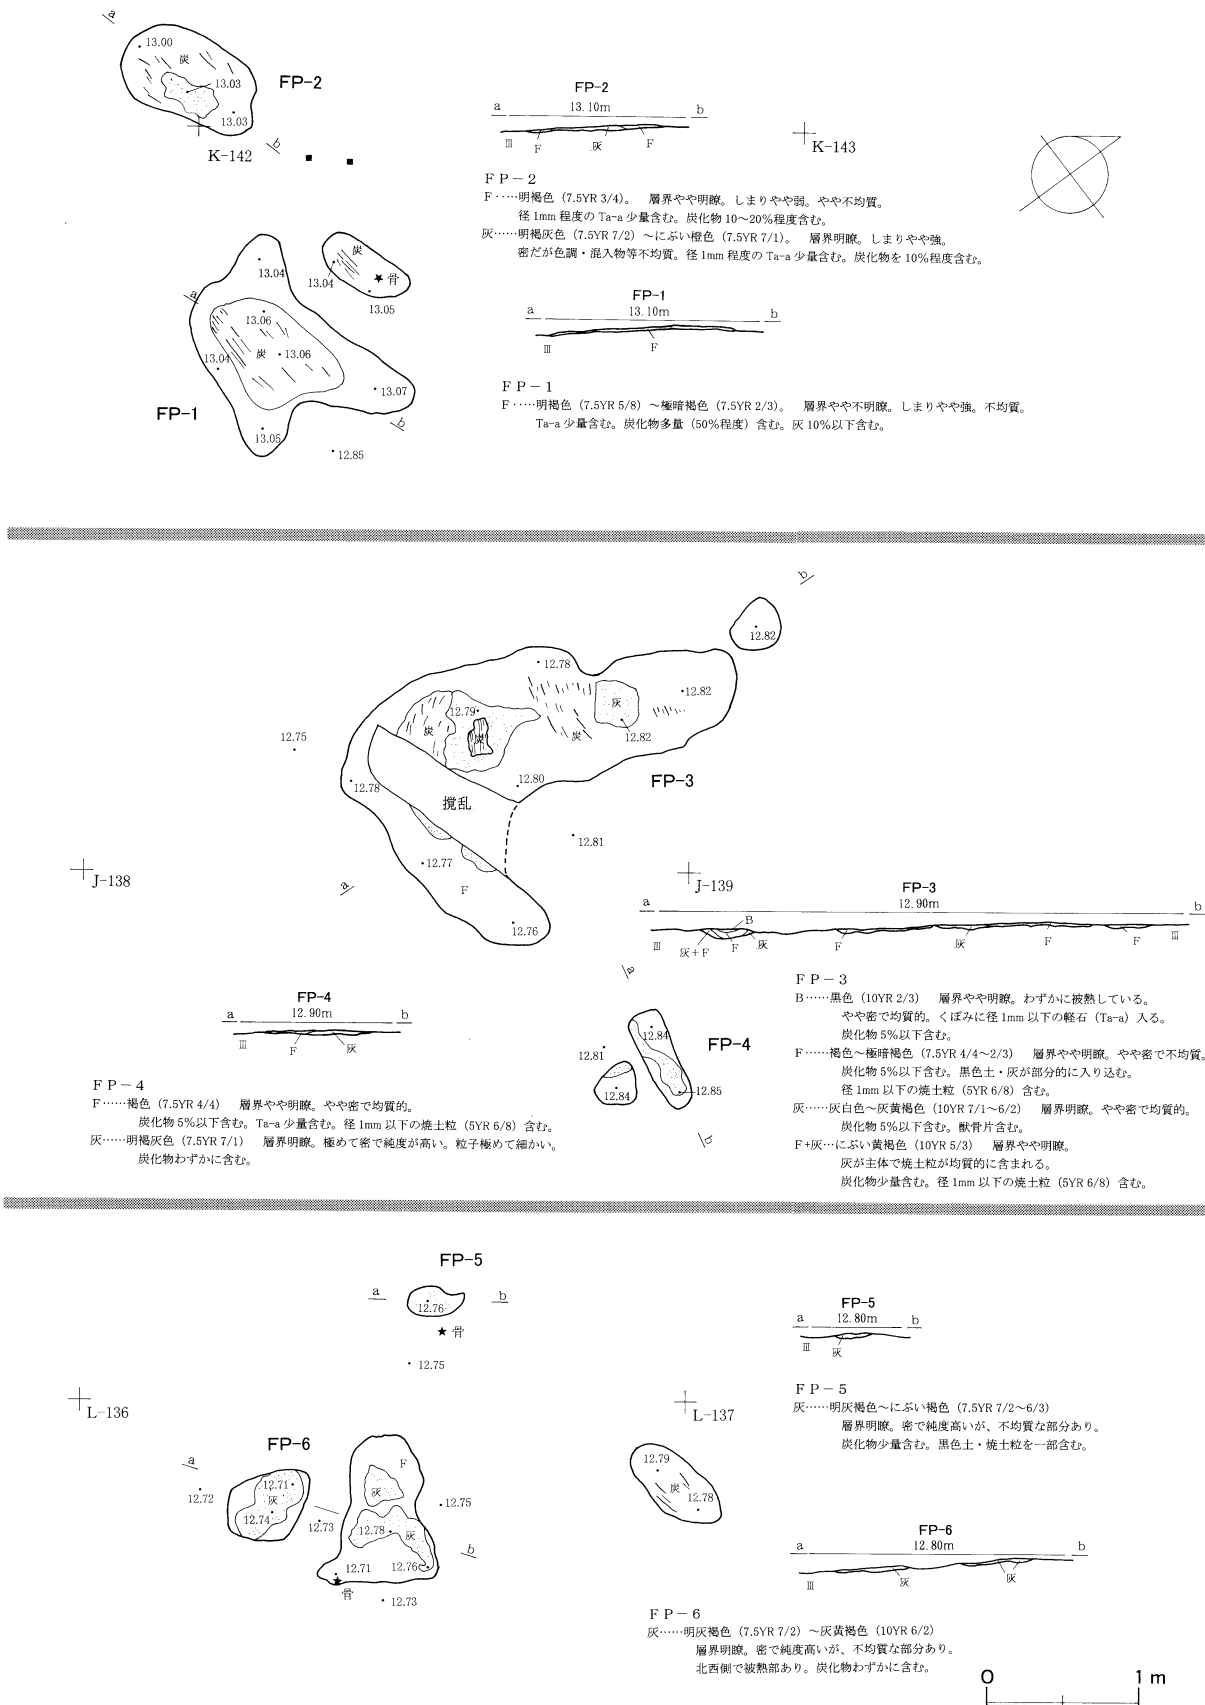 a
13.00
炭
13.03
13.03
FP-2
K-142
b
FP-2
a
13.10m
b
Ⅲ
F
灰
F
K-143
FP－2
F‥‥‥明褐色（7.5YR 3/4）。　層界やや明瞭。しまりやや弱。やや不均質。
径1mm程度のTa-a少量含む。炭化物10～20%程度含む。
灰……明褐灰色（7.5YR 7/2）～にぶい橙色（7.5YR 7/1）。　層界明瞭。しまりやや強。
密だが色調・混入物等不均質。径1mm程度のTa-a少量含む。炭化物を10%程度含む。
13.04
炭
13.04
骨
13.05
a
13.06
13.04
炭
13.06
13.07
FP-1
13.05
b
12.85
FP-1
a
13.10m
b
Ⅲ
F
FP－1
F‥‥‥明褐色（7.5YR 5/8）～極暗褐色（7.5YR 2/3）。　層界やや不明瞭。しまりやや強。不均質。
Ta-a少量含む。炭化物多量（50%程度）含む。灰10%以下含む。
b
12.82
12.78
12.82
12.79
灰
炭
炭
炭
12.82
12.75
12.78
12.80
FP-3
攪乱
12.81
12.77
F
J-138
a
12.76
J-139
FP-3
a
12.90m
b
B
Ⅲ
灰＋F
F
灰
F
灰
F
F
Ⅲ
FP－3
B……黒色（10YR 2/3）　層界やや明瞭。わずかに被熱している。
やや密で均質的。くぼみに径1mm以下の軽石（Ta-a）入る。
炭化物5%以下含む。
F……褐色～極暗褐色（7.5YR 4/4～2/3）　層界やや明瞭。やや密で不均質。
炭化物5%以下含む。黒色土・灰が部分的に入り込む。
径1mm以下の焼土粒（5YR 6/8）含む。
灰……灰白色～灰黄褐色（10YR 7/1～6/2）　層界明瞭。やや密で均質的。
炭化物5%以下含む。獣骨片含む。
F+灰…にぶい黄褐色（10YR 5/3）　層界やや明瞭。
灰が主体で焼土粒が均質的に含まれる。
炭化物少量含む。径1mm以下の焼土粒（5YR 6/8）含む。
a
12.84
FP-4
12.81
12.84
12.85
b
FP-4
a
12.90m
b
Ⅲ
F
灰
FP－4
F……褐色（7.5YR 4/4）　層界やや明瞭。やや密で均質的。
炭化物5%以下含む。Ta-a少量含む。径1mm以下の焼土粒（5YR 6/8）含む。
灰……明褐灰色（7.5YR 7/1）　層界明瞭。極めて密で純度が高い。粒子極めて細かい。
炭化物わずかに含む。
FP-5
a
12.76
b
骨
12.75
L-136
L-137
FP-5
a
12.80m
b
Ⅲ
灰
FP－5
灰……明灰褐色～にぶい褐色（7.5YR 7/2～6/3）
層界明瞭。密で純度高いが、不均質な部分あり。
炭化物少量含む。黒色土・焼土粒を一部含む。
FP-6
a
12.71
灰
12.72
12.74
12.73
F
灰
12.78
灰
12.75
12.71
12.76
b
骨
12.73
12.79
炭
12.78
FP-6
a
12.80m
b
Ⅲ
灰
灰
FP－6
灰……明灰褐色（7.5YR 7/2）～灰黄褐色（10YR 6/2）
層界明瞭。密で純度高いが、不均質な部分あり。
北西側で被熱部あり。炭化物わずかに含む。
0
1 m